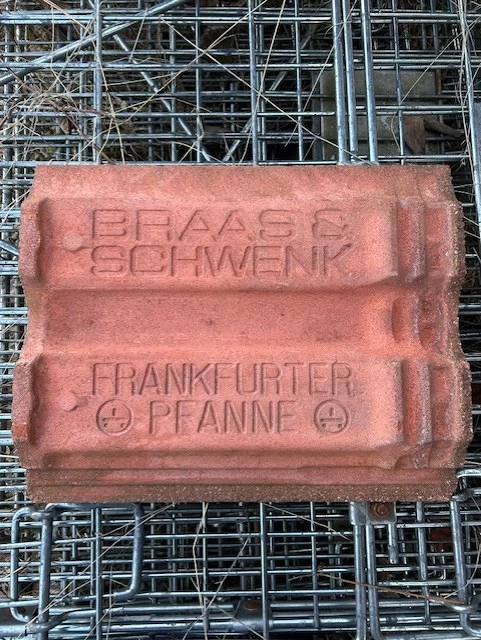 BRAAS &
SCHWENK
FRANKFURTER
PFANNE